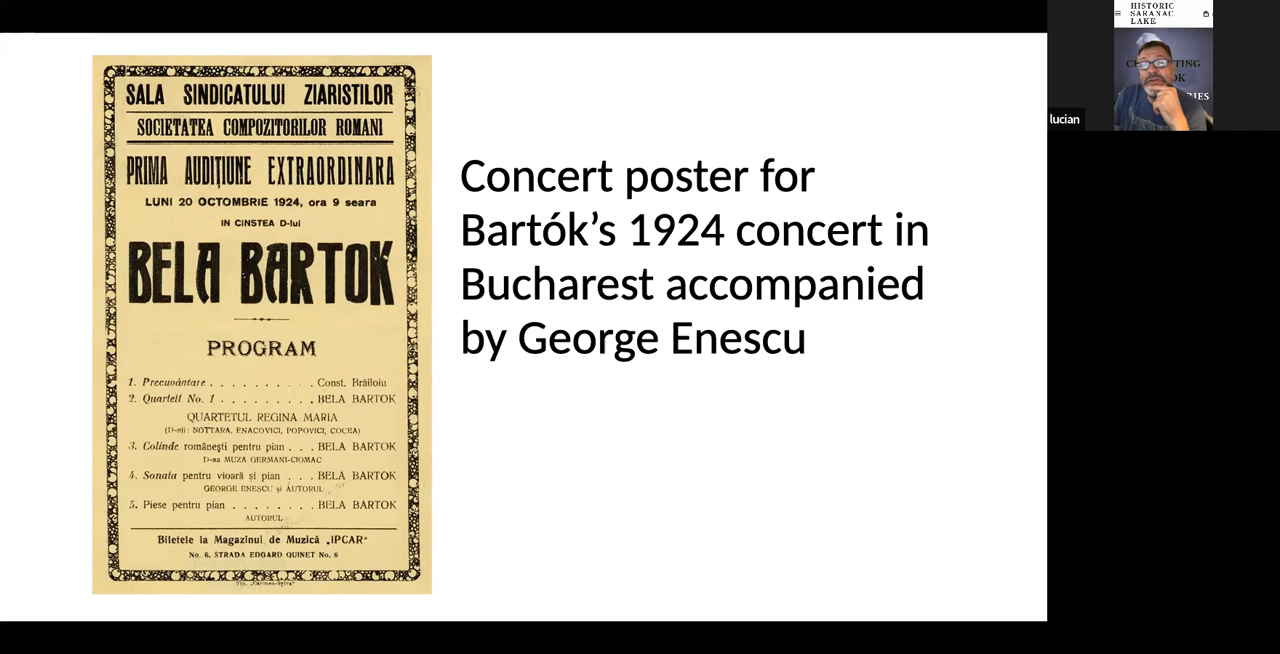 SALA SINDICATULUI ZIARISTILOR
SOCIETATEA COMPOZITORILOR ROMANI
PRIMA AUDIȚIUNE EXTRAORDINARA
LUNI 20 OCTOMBRIE 1924, ora 9 seara
IN CINSTEA D-lui
BELA BARTOK
PROGRAM
1. Precuvântare . . . . . . . . . . Const. Brăiloiu
2. Quartett No. 1 . . . . . . . . . BELA BARTOK
QUARTETUL REGINA MARIA
(D-nii: NOTTARA, ENACOVICI, POPOVICI, COCEA)
3. Colinde românești pentru pian . . . BELA BARTOK
D-na MUZA GERMANI-CIOMAC
4. Sonata pentru vioară și pian . . . BELA BARTOK
GEORGE ENESCU și AUTORUL
5. Piese pentru pian . . . . . . . . BELA BARTOK
AUTORUL
Biletele la Magazinul de Muzică „IPCAR“
No. 6, STRADA EDGARD QUINET No. 6
Tip. „Carmen-Sylva“
Concert poster for
Bartók’s 1924 concert in
Bucharest accompanied
by George Enescu
HISTORIC
SARANAC
LAKE
lucian